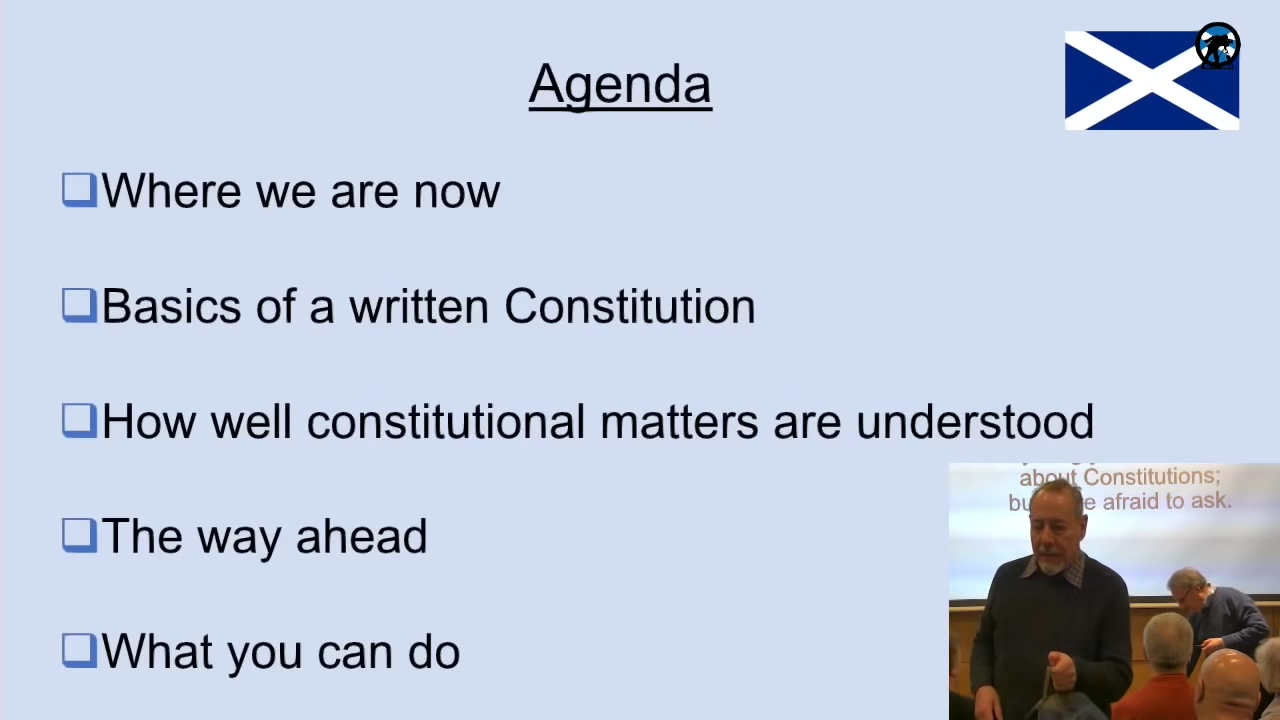 Agenda
Where we are now
Basics of a written Constitution
How well constitutional matters are understood
The way ahead
What you can do
about Constitutions;
afraid to ask.